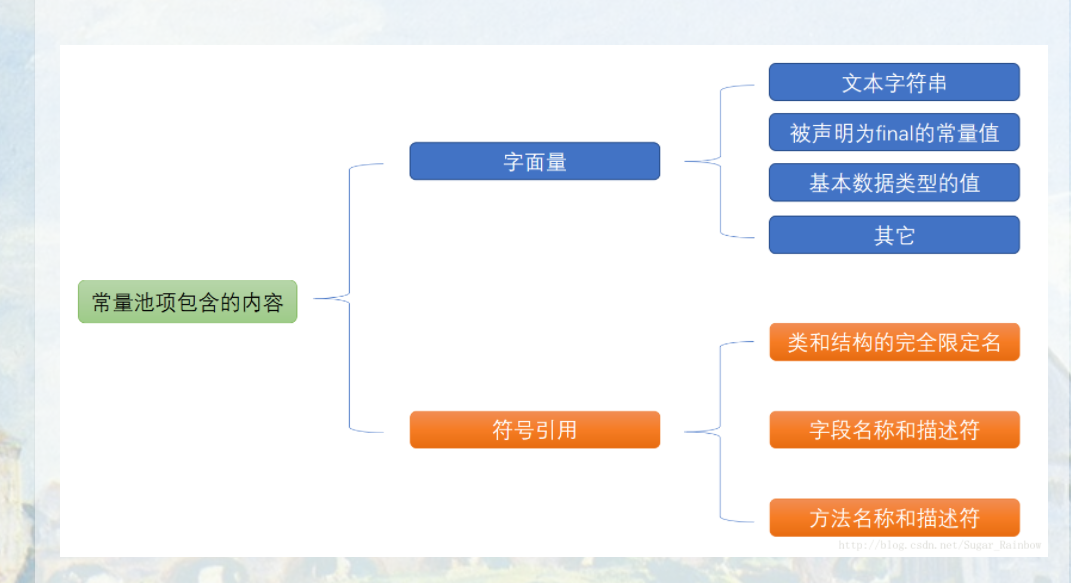 文本字符串
被声明为final的常量值
字面量
基本数据类型的值
其它
常量池项包含的内容
类和结构的完全限定名
符号引用
字段名称和描述符
方法名称和描述符
http://blog.csdn.net/Sugar_Rainbow